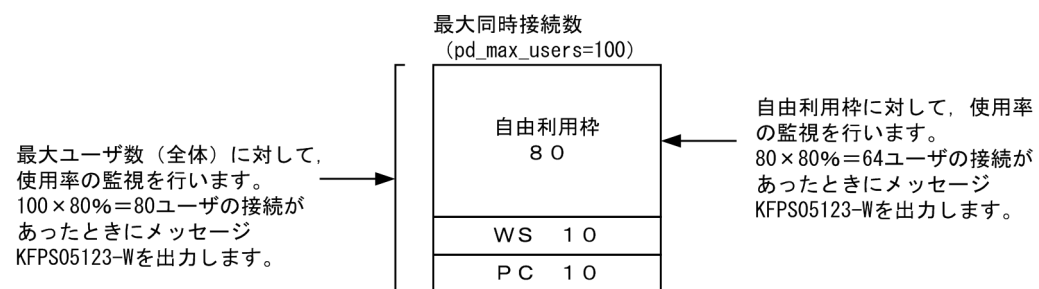 最大同時接続数
（pd_max_users=100）
自由利用枠
８０
ＷＳ　１０
ＰＣ　１０
最大ユーザ数（全体）に対して，
使用率の監視を行います。
100×80％＝80ユーザの接続が
あったときにメッセージ
KFPS05123-Wを出力します。
自由利用枠に対して，使用率
の監視を行います。
80×80％＝64ユーザの接続が
あったときにメッセージ
KFPS05123-Wを出力します。